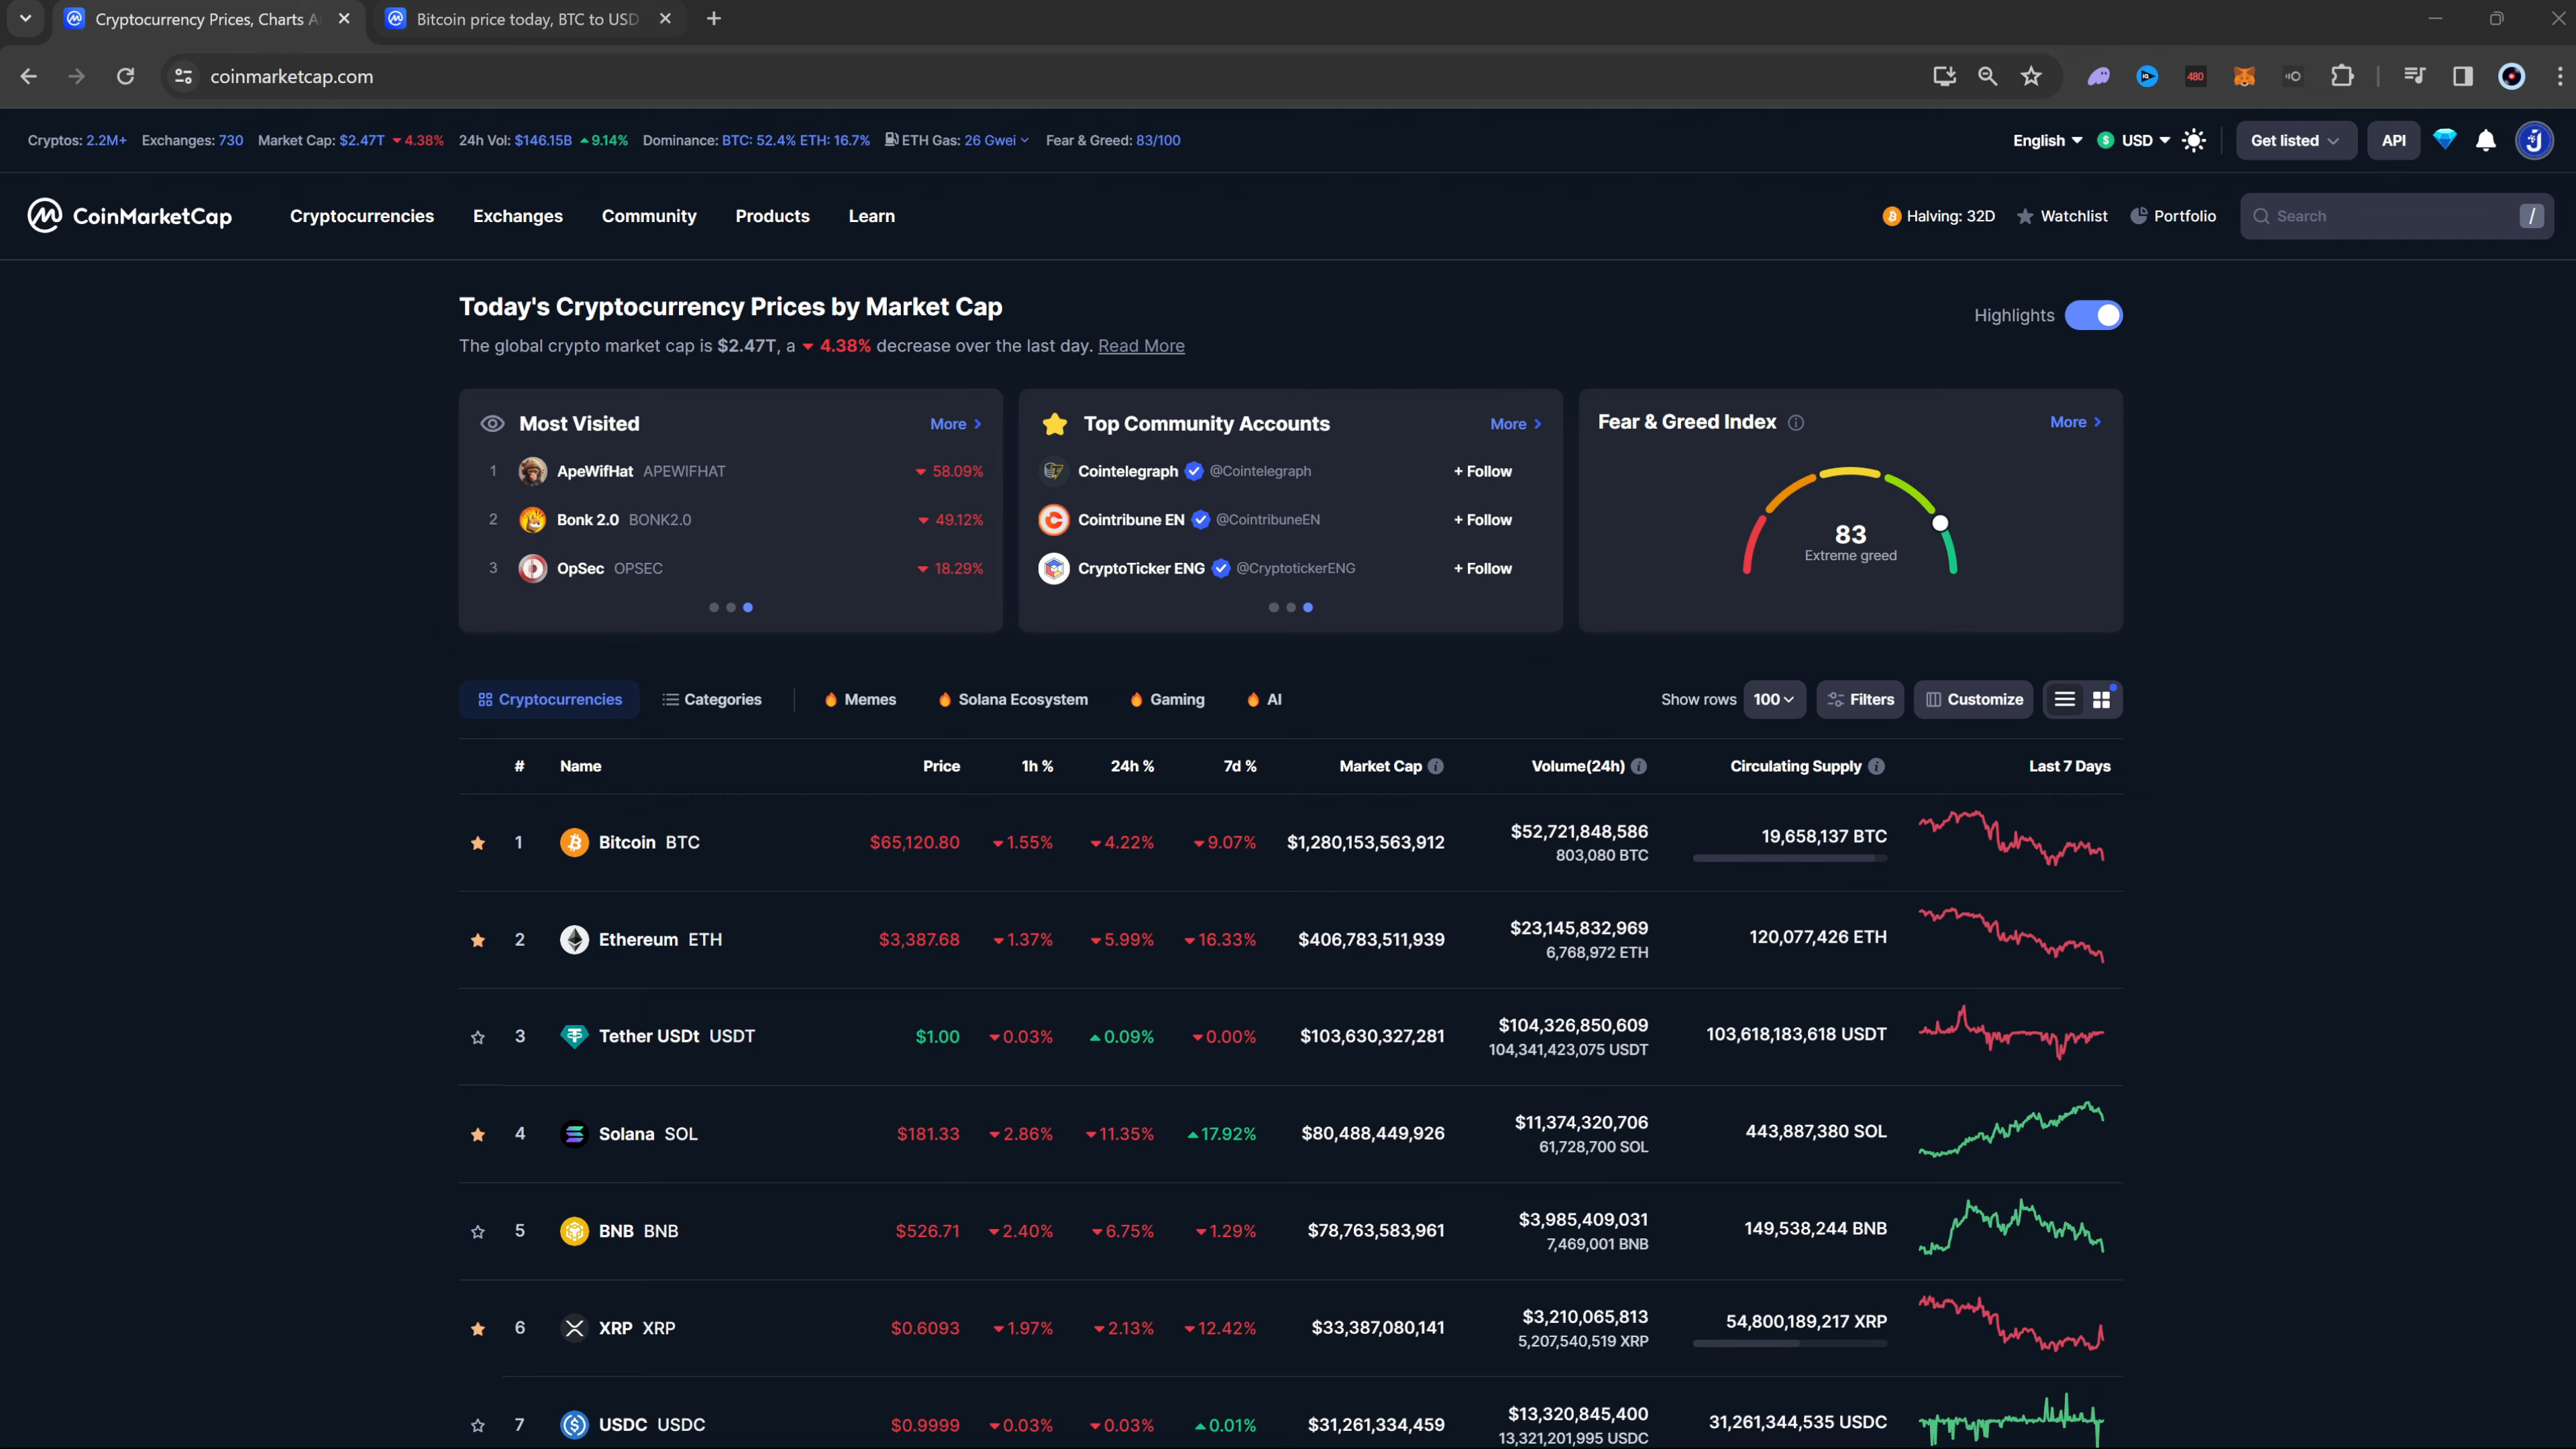 Cryptocurrency Prices, Charts A
Bitcoin price today, BTC to USD
coinmarketcap.com
480
Cryptos: 2.2M+ Exchanges: 730 Market Cap: $2.47T 4.38% 24h Vol: $146.15B 9.14% Dominance: BTC: 52.4% ETH: 16.7% ETH Gas: 26 Gwei Fear & Greed: 83/100
English USD Get listed API
CoinMarketCap Cryptocurrencies Exchanges Community Products Learn
Halving: 32D Watchlist Portfolio Search /
Today's Cryptocurrency Prices by Market Cap
Highlights
The global crypto market cap is $2.47T, a 4.38% decrease over the last day. Read More
Most Visited More
1 ApeWifHat APEWIFHAT 58.09%
2 Bonk 2.0 BONK2.0 49.12%
3 OpSec OPSEC 18.29%
Top Community Accounts More
Cointelegraph @Cointelegraph + Follow
Cointribune EN @CointribuneEN + Follow
CryptoTicker ENG @CryptotickerENG + Follow
Fear & Greed Index More
83
Extreme greed
Cryptocurrencies Categories Memes Solana Ecosystem Gaming AI
Show rows 100 Filters Customize
# Name Price 1h % 24h % 7d % Market Cap Volume(24h) Circulating Supply Last 7 Days
1 Bitcoin BTC $65,120.80 1.55% 4.22% 9.07% $1,280,153,563,912 $52,721,848,586 19,658,137 BTC
803,080 BTC
2 Ethereum ETH $3,387.68 1.37% 5.99% 16.33% $406,783,511,939 $23,145,832,969 120,077,426 ETH
6,768,972 ETH
3 Tether USDt USDT $1.00 0.03% 0.09% 0.00% $103,630,327,281 $104,326,850,609 103,618,183,618 USDT
104,341,423,075 USDT
4 Solana SOL $181.33 2.86% 11.35% 17.92% $80,488,449,926 $11,374,320,706 443,887,380 SOL
61,728,700 SOL
5 BNB BNB $526.71 2.40% 6.75% 1.29% $78,763,583,961 $3,985,409,031 149,538,244 BNB
7,469,001 BNB
6 XRP XRP $0.6093 1.97% 2.13% 12.42% $33,387,080,141 $3,210,065,813 54,800,189,217 XRP
5,207,540,519 XRP
7 USDC USDC $0.9999 0.03% 0.03% 0.01% $31,261,334,459 $13,320,845,400 31,261,344,535 USDC
13,321,201,995 USDC